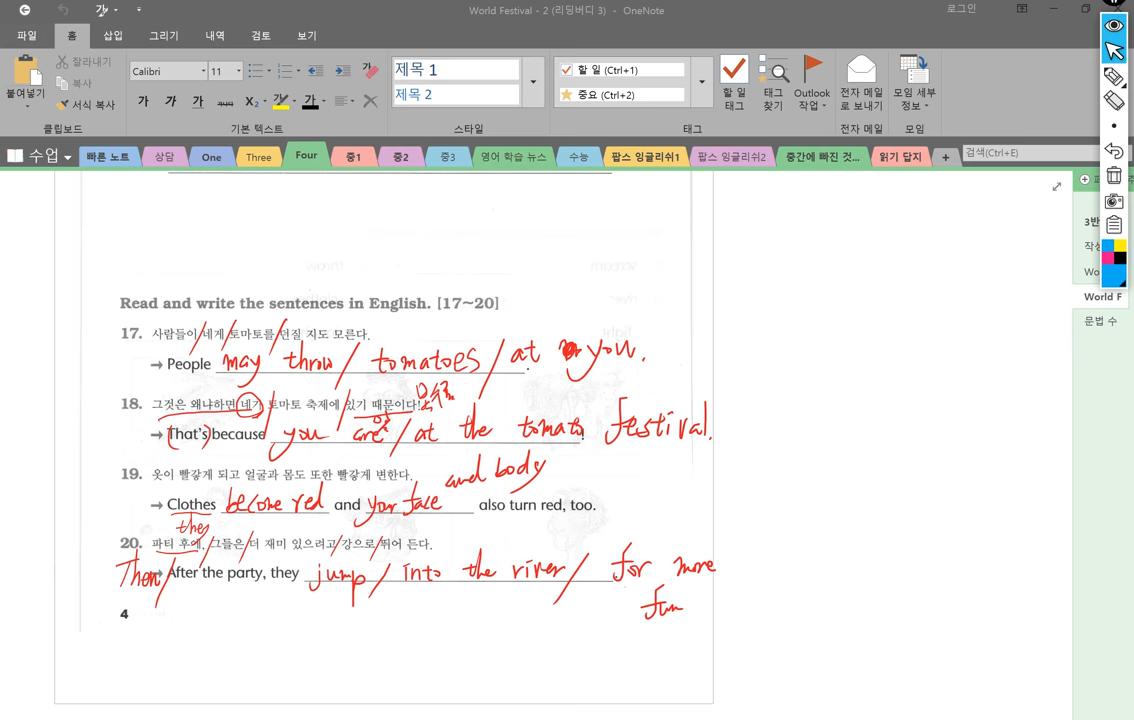 World Festival - 2 (리딩버디 3) - OneNote
로그인
파일 홈 삽입 그리기 내역 검토 보기
붙여넣기
잘라내기
복사
서식 복사
클립보드
Calibri 11
가 가 가 가나다 X₂ 가
기본 텍스트
제목 1
제목 2
스타일
할 일 (Ctrl+1)
중요 (Ctrl+2)
할 일 태그
태그 찾기
태그
Outlook 작업
전자 메일로 보내기
전자 메일
모임 세부 정보
모임
수업 빠른 노트 상담 One Three Four 중1 중2 중3 영어 학습 뉴스 수능 팝스 잉글리쉬1 팝스 잉글리쉬2 중간에 빠진 것... 읽기 답지 + 검색(Ctrl+E)
3반
작성
Wo
World F
문법 수
scream throw
river
fight
Read and write the sentences in English. [17~20]
17. 사람들이 네게 토마토를 던질 지도 모른다.
→ People may throw / tomatoes / at you.
18. 그것은 왜냐하면 네가 토마토 축제에 있기 때문이다!
→ That's because you are / at the tomato festival.
19. 옷이 빨갛게 되고 얼굴과 몸도 또한 빨갛게 변한다.
and body
→ Clothes become red and your face also turn red, too.
they
20. 파티 후에, 그들은 더 재미 있으려고 강으로 뛰어 든다.
Then / → After the party, they jump / into the river / for more
fun
4